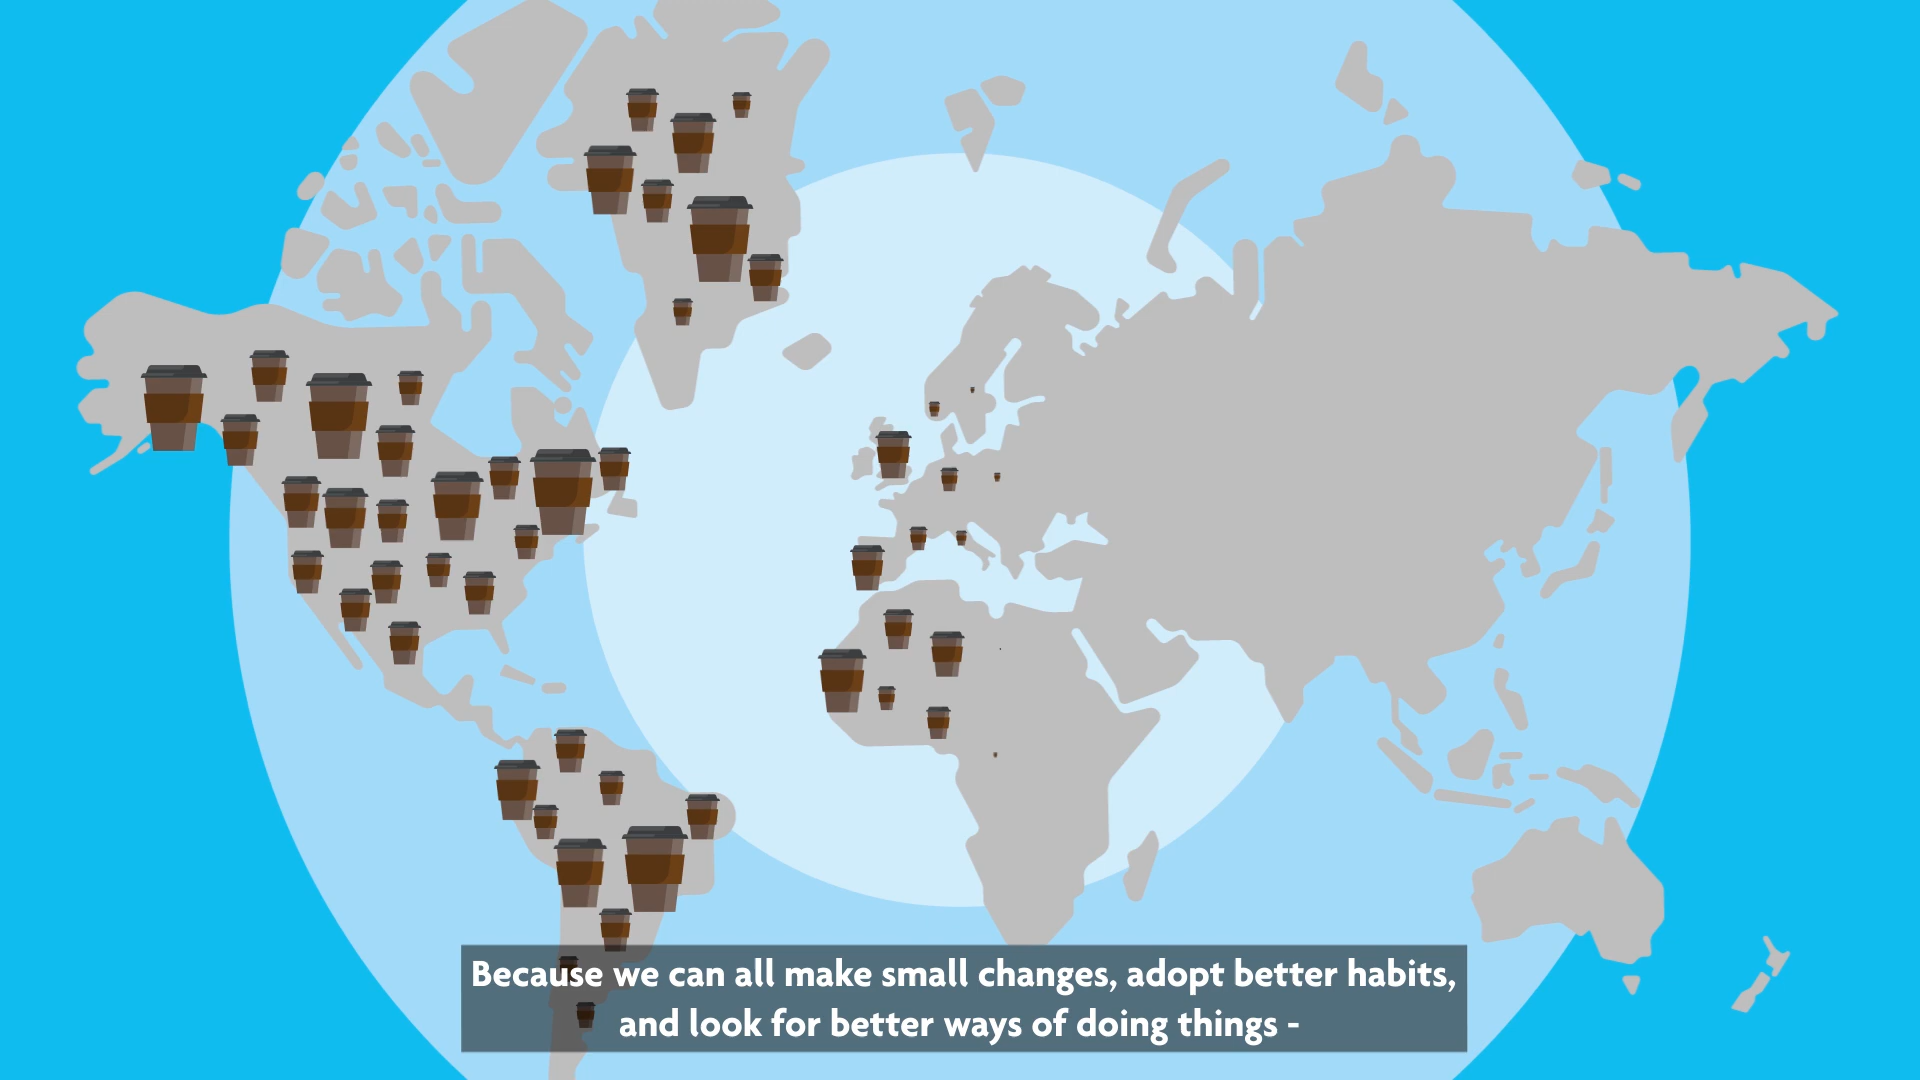 Because we can all make small changes, adopt better habits,
and look for better ways of doing things -